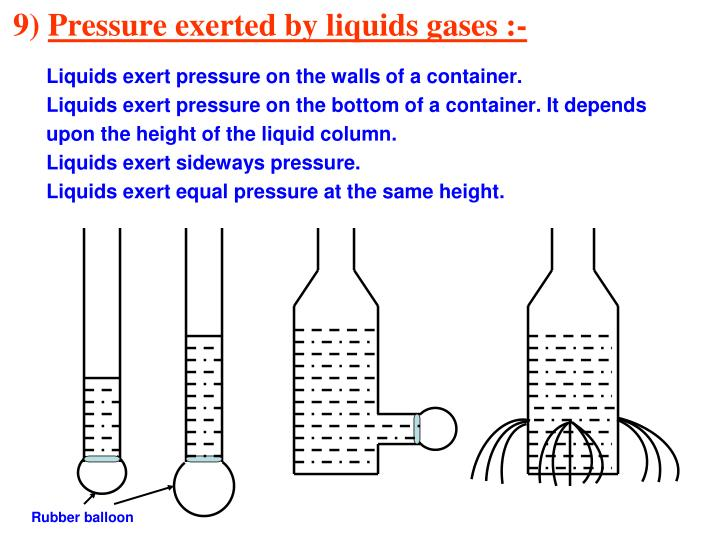 9) Pressure exerted by liquids gases :-
Liquids exert pressure on the walls of a container.
Liquids exert pressure on the bottom of a container. It depends
upon the height of the liquid column.
Liquids exert sideways pressure.
Liquids exert equal pressure at the same height.
Rubber balloon